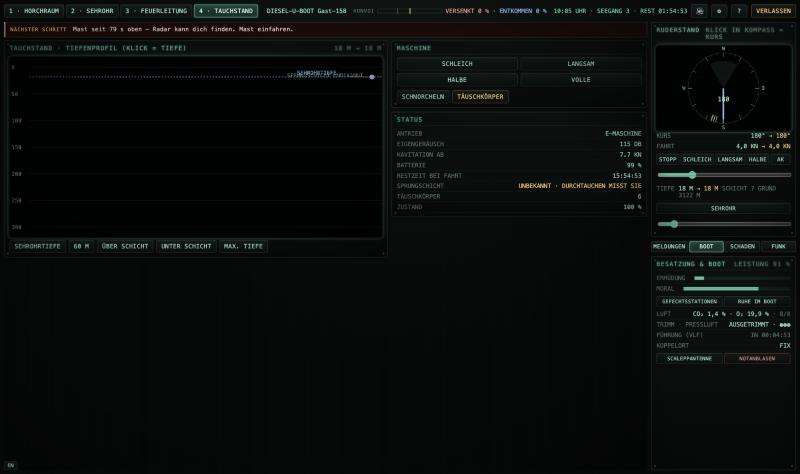 1 · HORCHRAUM 2 · SEHROHR 3 · FEUERLEITUNG 4 · TAUCHSTAND DIESEL-U-BOOT Gast-158 KONVOI VERSENKT 0 % · ENTKOMMEN 0 % 10:05 UHR · SEEGANG 3 · REST 01:54:53 ? VERLASSEN
NÄCHSTER SCHRITT Mast seit 79 s oben — Radar kann dich finden. Mast einfahren.
TAUCHSTAND · TIEFENPROFIL (KLICK = TIEFE) 18 M → 18 M
0
SEHROHRTIEFE
50
100
150
200
250
300
SEHROHRTIEFE 60 M ÜBER SCHICHT UNTER SCHICHT MAX. TIEFE
MASCHINE
SCHLEICH LANGSAM
HALBE VOLLE
SCHNORCHELN TÄUSCHKÖRPER
STATUS
ANTRIEB E-MASCHINE
EIGENGERÄUSCH 115 DB
KAVITATION AB 7.7 KN
BATTERIE 99 %
RESTZEIT BEI FAHRT 15:54:53
SPRUNGSCHICHT UNBEKANNT · DURCHTAUCHEN MISST SIE
TÄUSCHKÖRPER 6
ZUSTAND 100 %
RUDERSTAND KLICK IN KOMPASS =
KURS
N
W O
180
S
KURS 180° → 180°
FAHRT 4,0 KN → 4,0 KN
STOPP SCHLEICH LANGSAM HALBE AK
TIEFE 18 M → 18 M SCHICHT ? GRUND
3122 M
SEHROHR
MELDUNGEN BOOT SCHADEN FUNK
BESATZUNG & BOOT LEISTUNG 91 %
ERMÜDUNG
MORAL
GEFECHTSSTATIONEN RUHE IM BOOT
LUFT CO₂ 1,4 % · O₂ 19,9 % · 8/8
TRIMM · PRESSLUFT AUSGETRIMMT · ●●●
FÜHRUNG (VLF) IN 00:04:53
KOPPELORT FIX
SCHLEPPANTENNE NOTANBLASEN
EN